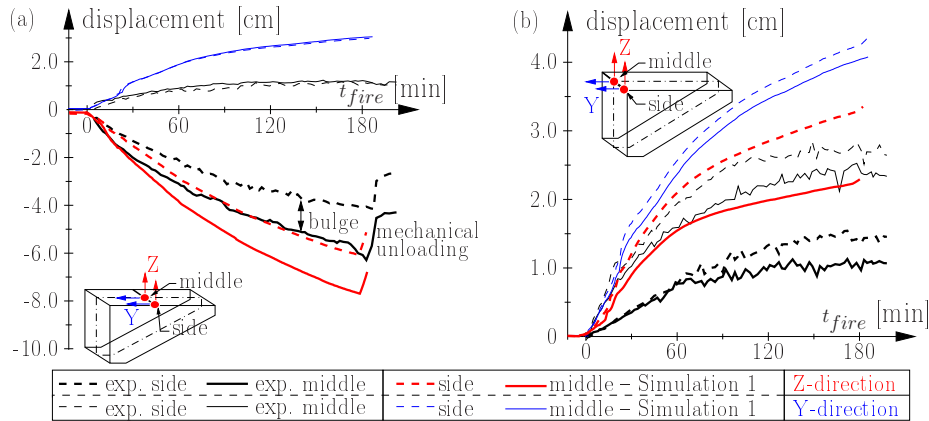 (a) displacement [cm]
2.0
0
-2.0
-4.0
-6.0
-8.0
-10.0
0 60 120 180
t_fire [min]
bulge
mechanical
unloading
Z
middle
Y
side
(b) displacement [cm]
4.0
3.0
2.0
1.0
0
0 60 120 180
t_fire [min]
Z
middle
Y
side
exp. side exp. middle side middle – Simulation 1 Z-direction
exp. side exp. middle side middle – Simulation 1 Y-direction